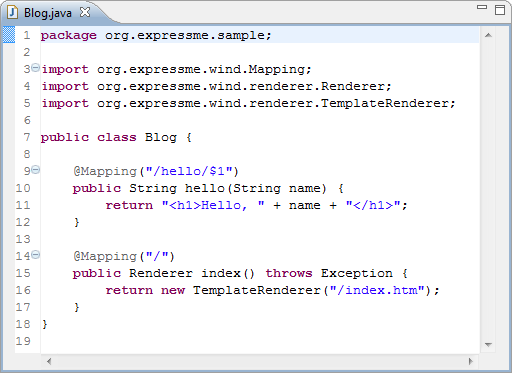 Blog.java
1 package org.expressme.sample;
2
3 import org.expressme.wind.Mapping;
4 import org.expressme.wind.renderer.Renderer;
5 import org.expressme.wind.renderer.TemplateRenderer;
6
7 public class Blog {
8
9     @Mapping("/hello/$1")
10     public String hello(String name) {
11         return "<h1>Hello, " + name + "</h1>";
12     }
13
14     @Mapping("/")
15     public Renderer index() throws Exception {
16         return new TemplateRenderer("/index.htm");
17     }
18 }
19